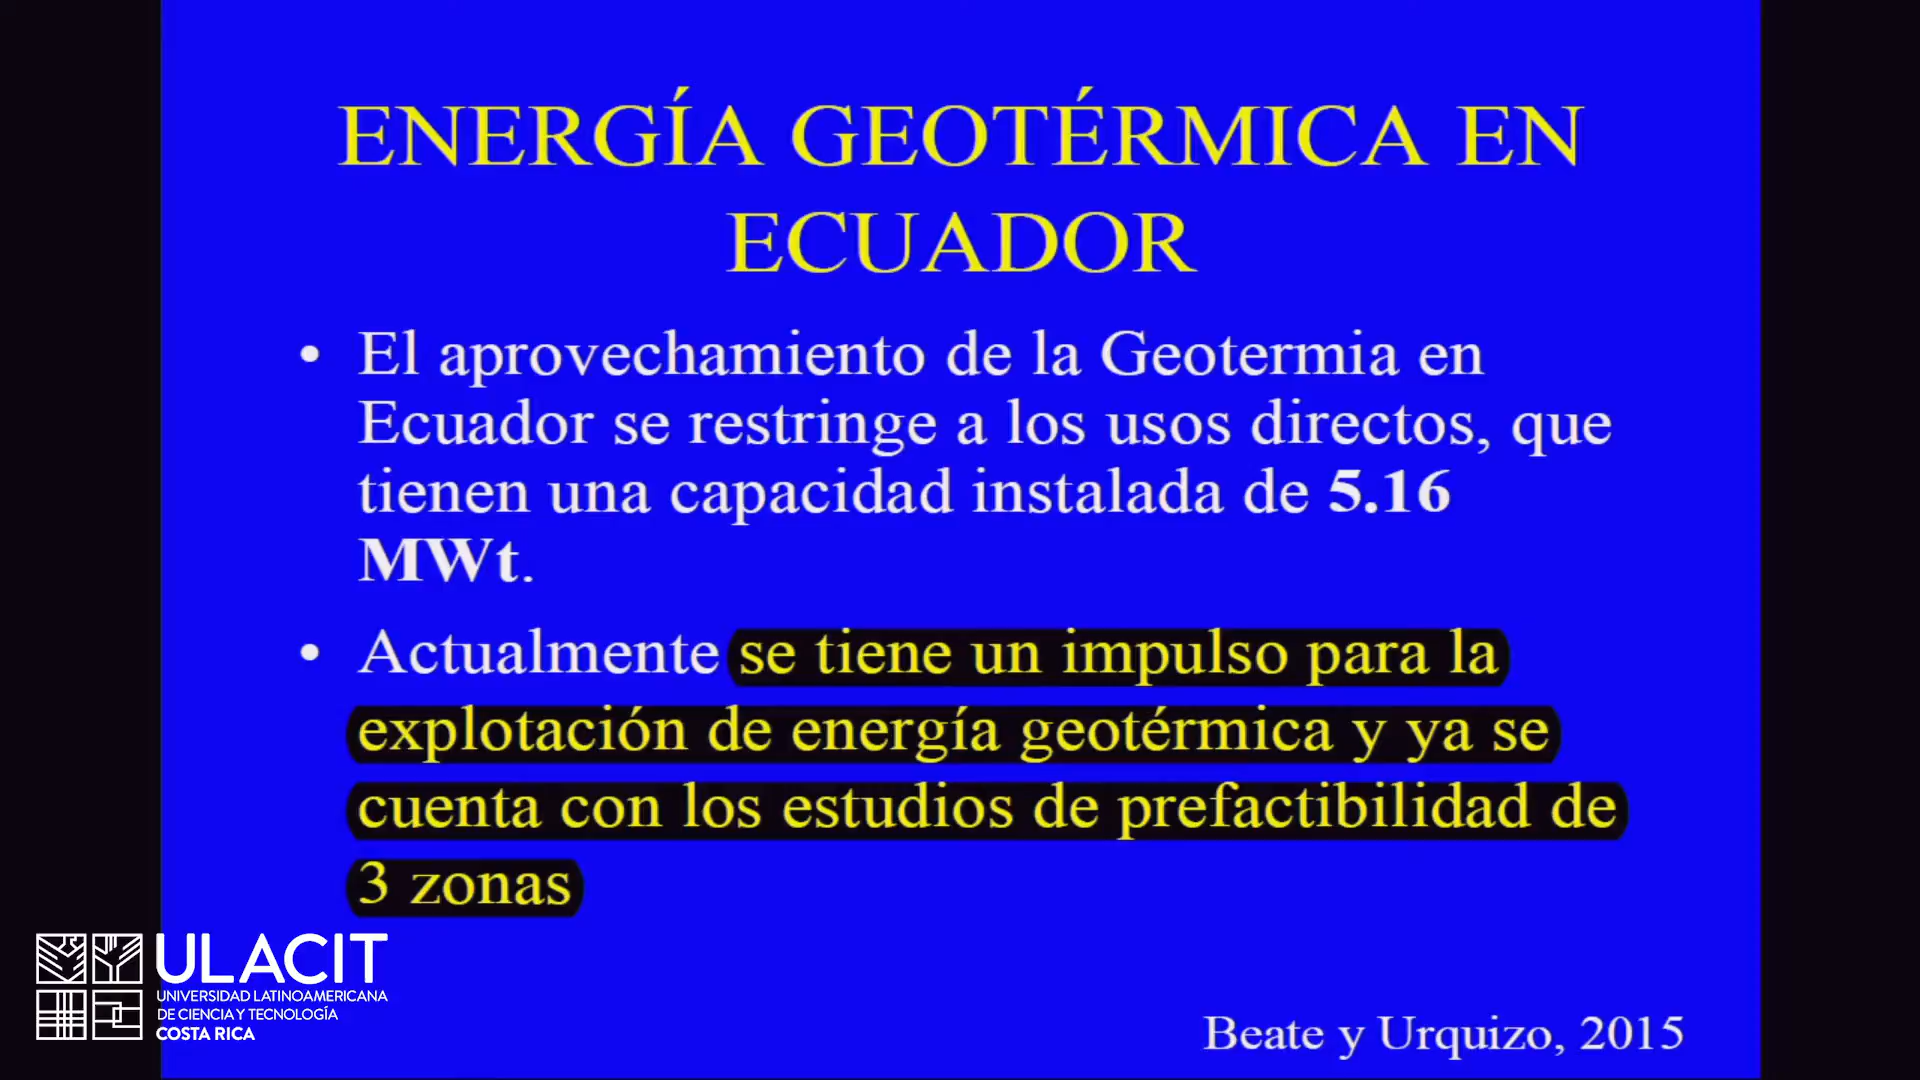 ENERGÍA GEOTÉRMICA EN
ECUADOR
• El aprovechamiento de la Geotermia en
Ecuador se restringe a los usos directos, que
tienen una capacidad instalada de 5.16
MWt.
• Actualmente se tiene un impulso para la
explotación de energía geotérmica y ya se
cuenta con los estudios de prefactibilidad de
3 zonas
ULACIT
UNIVERSIDAD LATINOAMERICANA
DE CIENCIA Y TECNOLOGÍA
COSTA RICA
Beate y Urquizo, 2015